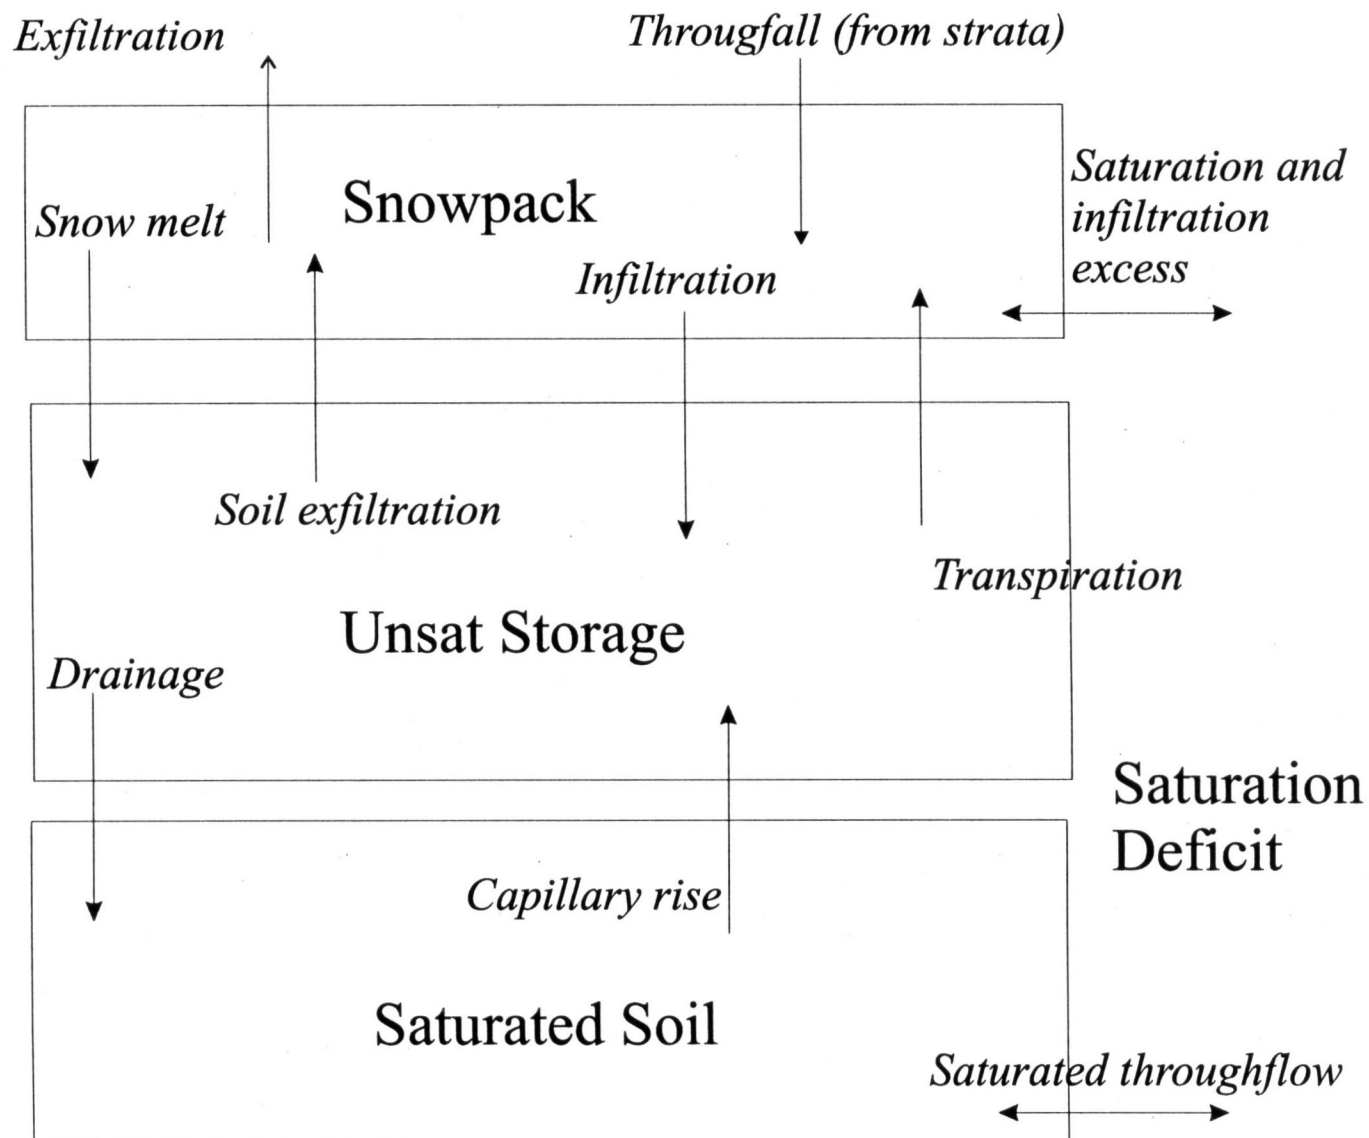 Exfiltration
Througfall (from strata)
Saturation and
infiltration
excess
Snowpack
Snow melt
Infiltration
Soil exfiltration
Transpiration
Unsat Storage
Drainage
Saturation
Deficit
Capillary rise
Saturated Soil
Saturated throughflow